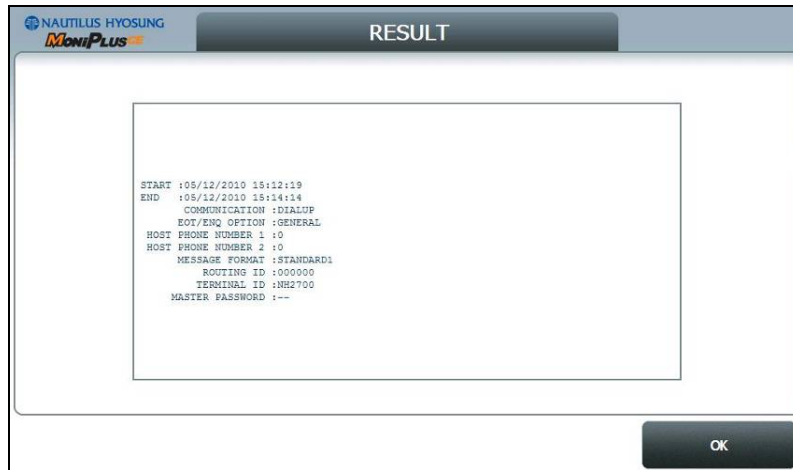 NAUTILUS HYOSUNG
MoniPlusCE
RESULT
START :05/12/2010 15:12:19
END :05/12/2010 15:14:14
COMMUNICATION :DIALUP
EOT/ENQ OPTION :GENERAL
HOST PHONE NUMBER 1 :0
HOST PHONE NUMBER 2 :0
MESSAGE FORMAT :STANDARD1
ROUTING ID :000000
TERMINAL ID :NH2700
MASTER PASSWORD :--
OK